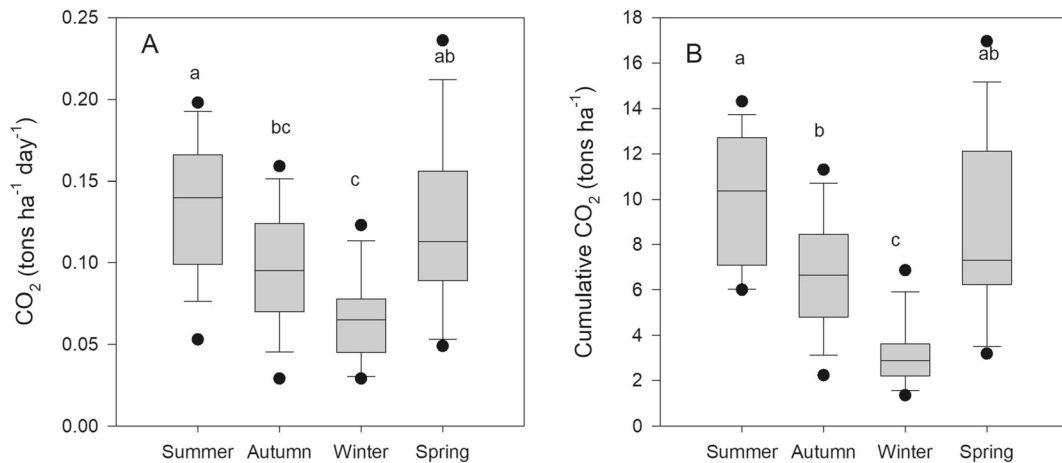 A
CO₂ (tons ha⁻¹ day⁻¹)
0.25
0.20
0.15
0.10
0.05
0.00
a
bc
c
ab
Summer Autumn Winter Spring
B
Cumulative CO₂ (tons ha⁻¹)
18
16
14
12
10
8
6
4
2
0
a
b
c
ab
Summer Autumn Winter Spring